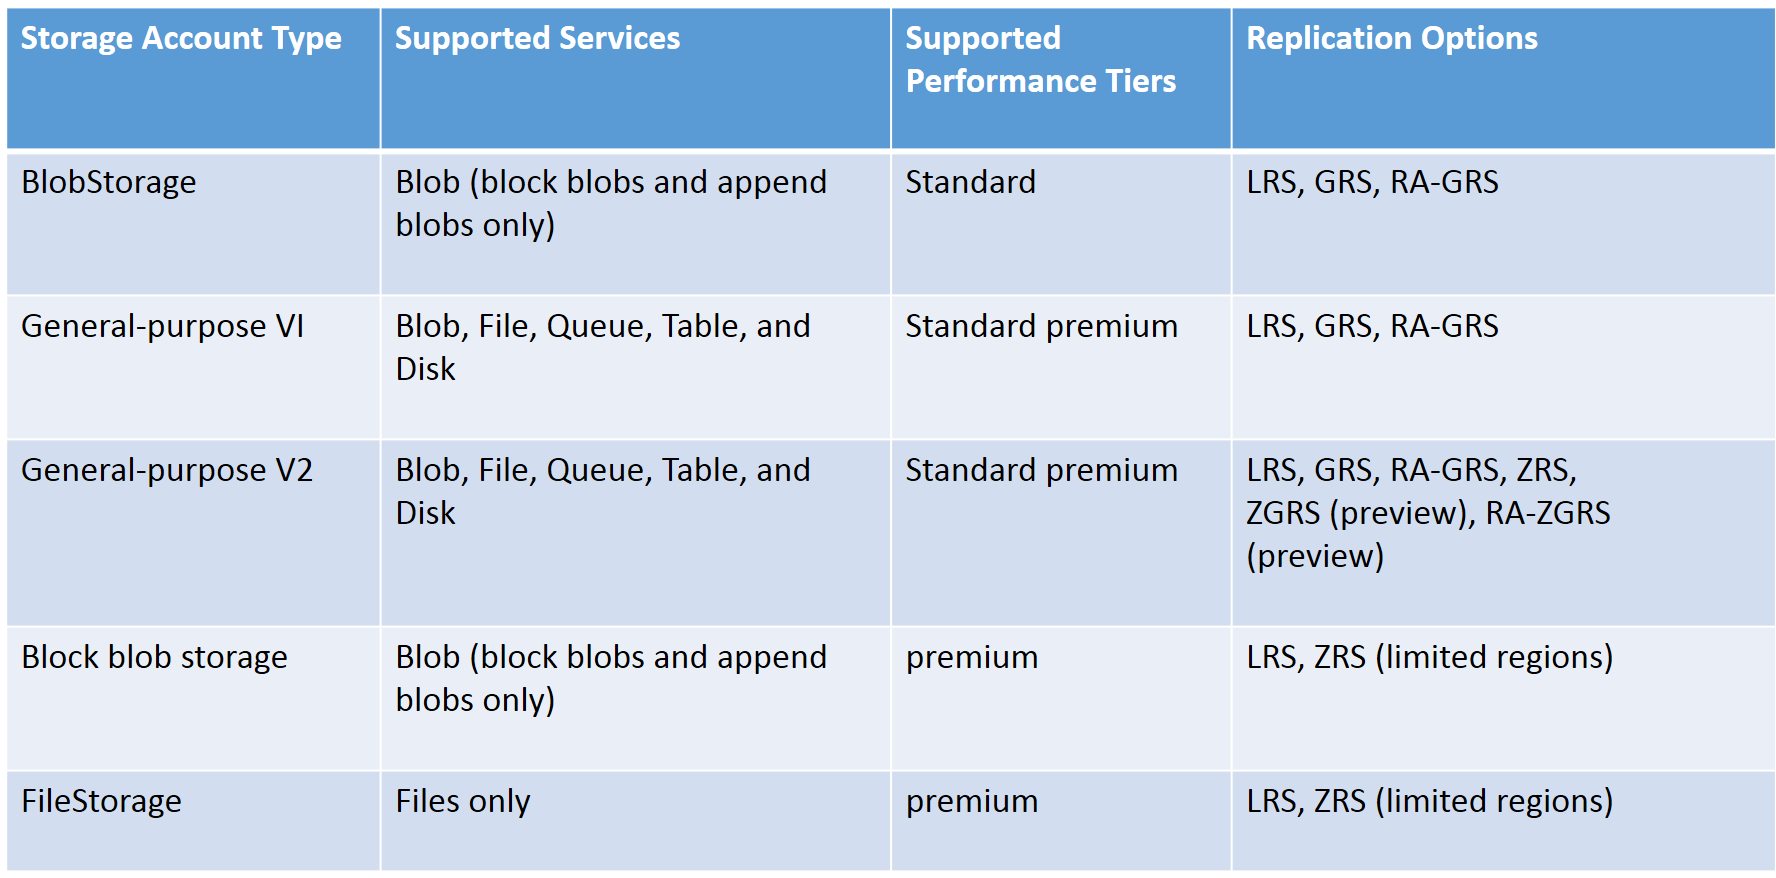 Storage Account Type
Supported Services
Supported
Performance Tiers
Replication Options
BlobStorage
Blob (block blobs and append
blobs only)
Standard
LRS, GRS, RA-GRS
General-purpose VI
Blob, File, Queue, Table, and
Disk
Standard premium
LRS, GRS, RA-GRS
General-purpose V2
Blob, File, Queue, Table, and
Disk
Standard premium
LRS, GRS, RA-GRS, ZRS,
ZGRS (preview), RA-ZGRS
(preview)
Block blob storage
Blob (block blobs and append
blobs only)
premium
LRS, ZRS (limited regions)
FileStorage
Files only
premium
LRS, ZRS (limited regions)